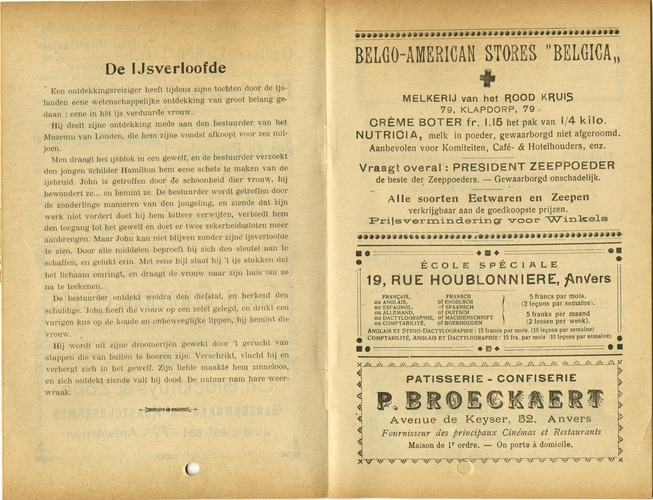 De IJsverloofde
Een ontdekkingsreiziger heeft tijdens zijne tochten door de Ijs-
landen eene wetenschappelijke ontdekking van groot belang ge-
daan : eene in het ijs verduurde vrouw.
Hij deelt zijne ontdekking mede aan den bestuurder van het
Museum van Londen, die hem zijne vondst afkoopt voor zes mil-
joen.
Men draagt het ijsblok in een gewelf, en de bestuurder verzoekt
den jongen schilder Hamilton hem eene schets te maken van de
ijsbruid. John is getroffen door de schoonheid dier vrouw, hij
bewondert ze... en bemint ze. De bestuurder wordt getroffen door
de zonderlinge manieren van den jongeling, en ziende dat zijn
werk niet vordert doet hij hem bittere verwijten, verbiedt hem
den toegang tot het gewelf en doet er twee zekerheidssloten meer
aanbrengen. Maar John kan niet blijven zonder zijne ijsverloofde
te zien. Door alle middelen beproeft hij zich den sleutel aan te
schaffen, en gelukt erin. Met eene bijl slaat hij 't ijs stukken dat
het lichaam omringt, en draagt de vrouw naar zijn huis om ze
na te teekenen.
De bestuurder ontdekt weldra den diefstal, en herkent den
schuldige. John heeft die vrouw op een zetel gelegd, en drukt een
vurigen kus op de koude en onbeweeglijke lippen, hij bemint die
vrouw.
Hij wordt uit zijne droomerijën gewekt door 't gerucht van
stappen die van buiten te hooren zijn. Verschrikt, vlucht hij en
verbergt zich in het gewelf. Zijn liefde maakte hem zinneloos,
en zich ontdekt ziende valt hij dood. De natuur nam hare weer-
wraak.
BELGO-AMERICAN STORES "BELGICA„
MELKERIJ van het ROOD KRUIS
79, KLAPDORP, 79
CRÈME BOTER fr. 1.15 het pak van 1/4 kilo.
NUTRICIA, melk in poeder, gewaarborgd niet afgeroomd.
Aanbevolen voor Komiteiten, Café- & Hotelhouders, enz.
Vraagt overal : PRESIDENT ZEEPPOEDER
de beste der Zeeppoeders. — Gewaarborgd onschadelijk.
Alle soorten Eetwaren en Zeepen
verkrijgbaar aan de goedkoopste prijzen.
Prijsvermindering voor Winkels
ÉCOLE SPÉCIALE
19, RUE HOUBLONNIERE, Anvers
FRANÇAIS, FRANSCH 5 francs par mois.
ou ANGLAIS, of ENGELSCH (2 leçons par semaine).
ou ESPAGNOL, of SPAANSCH
ou ALLEMAND, of DUITSCH 5 franks per maand
ou DACTYLOGRAPHIE, of MACHIENSCHRIFT (2 lessen per week).
ou COMPTABILITÉ, of BOEKHOUDEN
ANGLAIS ET STENO-DACTYLOGRAPHIE : 15 francs par mois. (10 leçons par semaine)
COMPTABILITÉ, ANGLAIS ET DACTYLOGRAPHIE : 15 frs. par mois (10 leçons par semaine).
PATISSERIE - CONFISERIE
P. BROECKAERT
Avenue de Keyser, 52, Anvers
Fournisseur des principaux Cinémas et Restaurants
Maison de 1r ordre. — On porte à domicile.